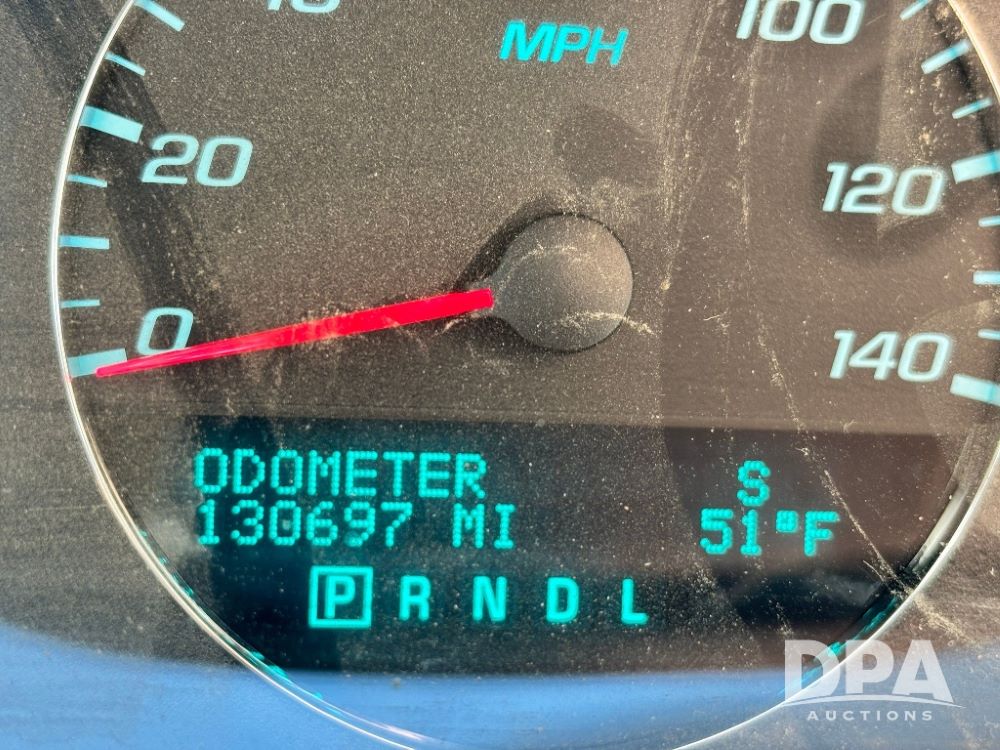 MPH
100
20
120
0
140
ODOMETER S
130697 MI 51°F
P R N D L
DPA
AUCTIONS